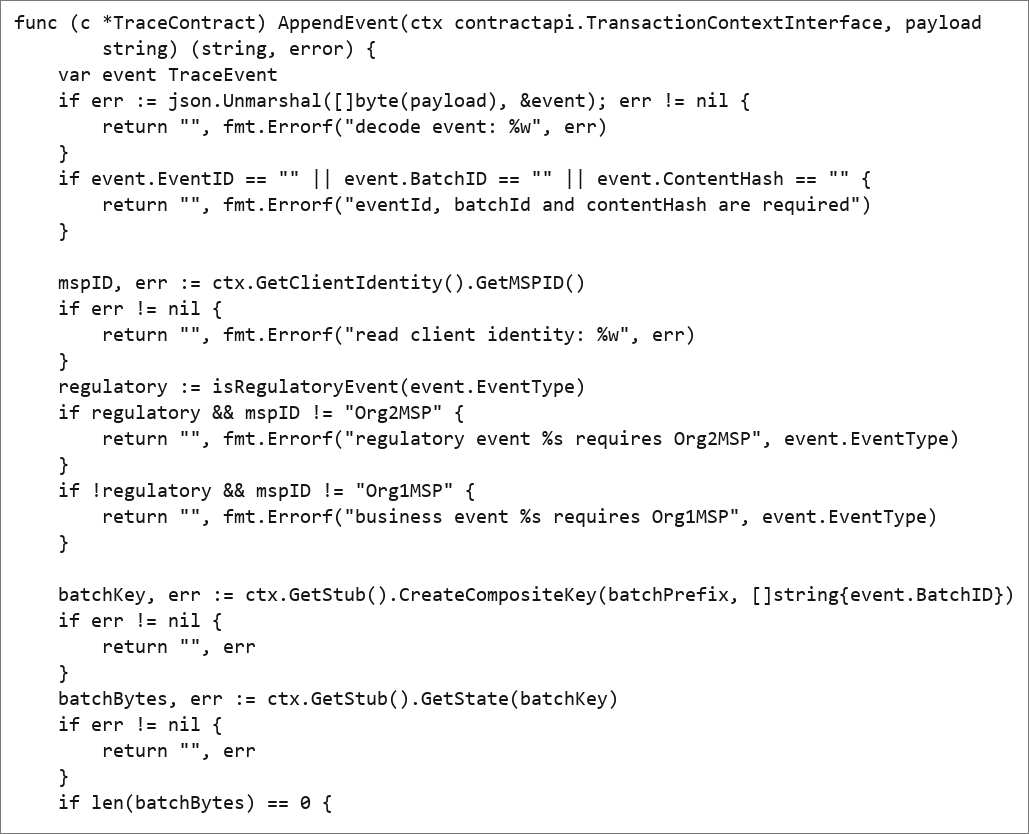 func (c *TraceContract) AppendEvent(ctx contractapi.TransactionContextInterface, payload
        string) (string, error) {
    var event TraceEvent
    if err := json.Unmarshal([]byte(payload), &event); err != nil {
        return "", fmt.Errorf("decode event: %w", err)
    }
    if event.EventID == "" || event.BatchID == "" || event.ContentHash == "" {
        return "", fmt.Errorf("eventId, batchId and contentHash are required")
    }

    mspID, err := ctx.GetClientIdentity().GetMSPID()
    if err != nil {
        return "", fmt.Errorf("read client identity: %w", err)
    }
    regulatory := isRegulatoryEvent(event.EventType)
    if regulatory && mspID != "Org2MSP" {
        return "", fmt.Errorf("regulatory event %s requires Org2MSP", event.EventType)
    }
    if !regulatory && mspID != "Org1MSP" {
        return "", fmt.Errorf("business event %s requires Org1MSP", event.EventType)
    }

    batchKey, err := ctx.GetStub().CreateCompositeKey(batchPrefix, []string{event.BatchID})
    if err != nil {
        return "", err
    }
    batchBytes, err := ctx.GetStub().GetState(batchKey)
    if err != nil {
        return "", err
    }
    if len(batchBytes) == 0 {